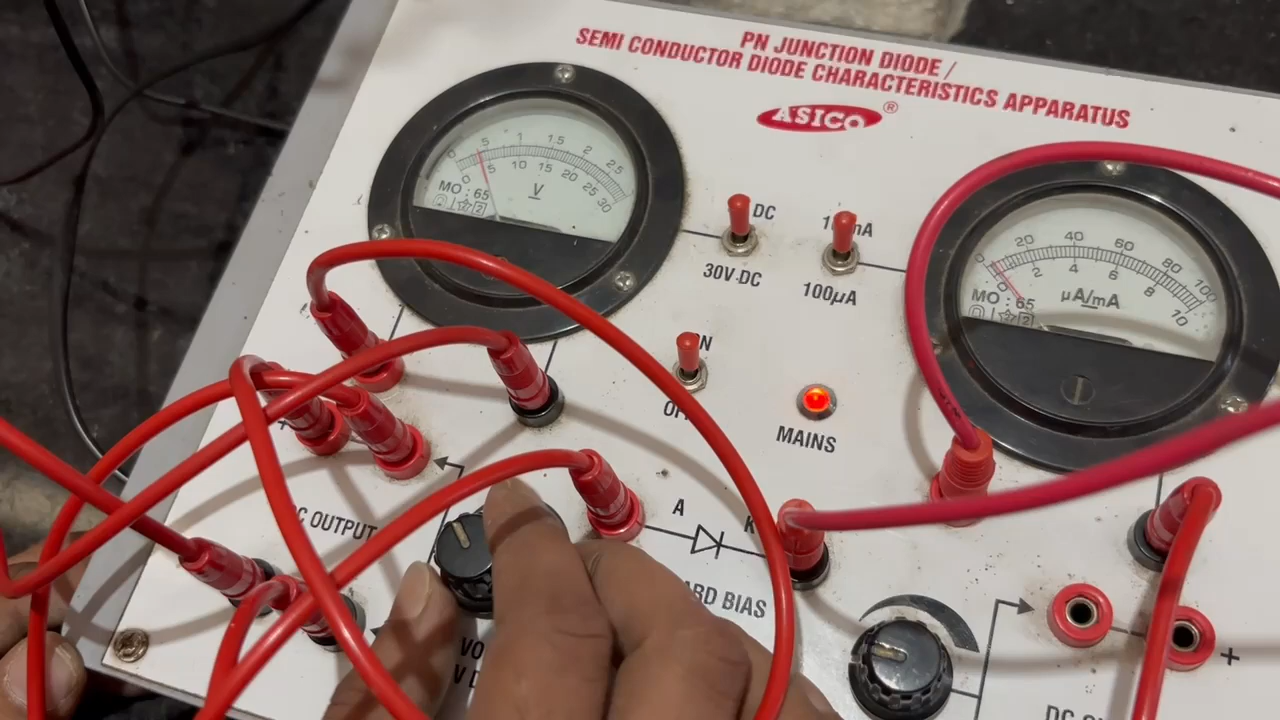 PN JUNCTION DIODE /
SEMI CONDUCTOR DIODE CHARACTERISTICS APPARATUS
ASICO ®
0 .5 1 1.5 2 2.5
0 5 10 15 20 25 30
MO : 65
V
DC
30V·DC
100µA
0 20 40 60 80 100
0 2 4 6 8 10
MO : 65
µA/mA
MAINS
+
A
K
OUTPUT
BIAS
+